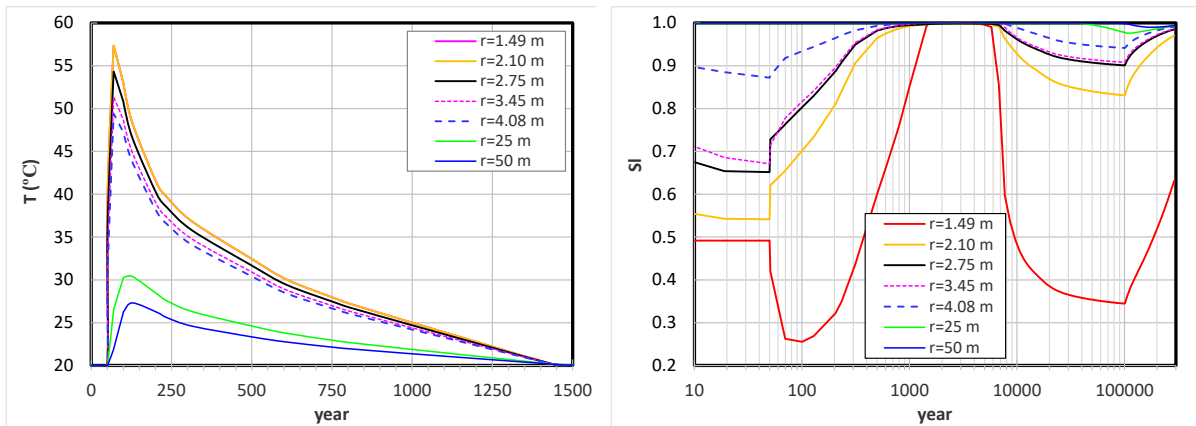 60
55
50
45
40
35
30
25
20
T (°C)
0
250
500
750
1000
1250
1500
year
r=1.49 m
r=2.10 m
r=2.75 m
r=3.45 m
r=4.08 m
r=25 m
r=50 m
1.0
0.9
0.8
0.7
0.6
0.5
0.4
0.3
0.2
SI
10
100
1000
10000
100000
year
r=1.49 m
r=2.10 m
r=2.75 m
r=3.45 m
r=4.08 m
r=25 m
r=50 m